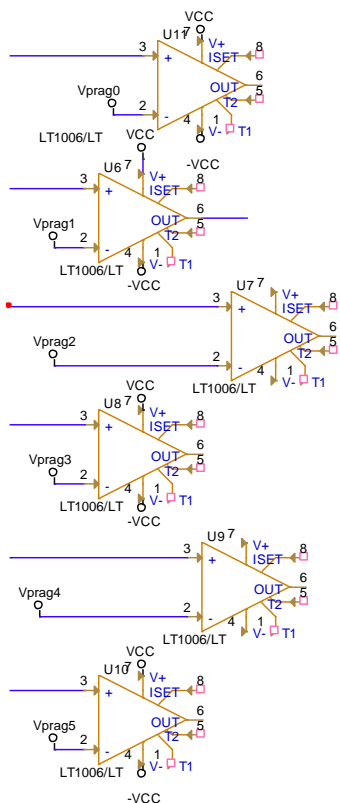 VCC
U11 7 V+
3 + ISET 8
Vprag0 OUT 6
T2 5
2 - 4 V- 1 T1
LT1006/LT
VCC -VCC
U6 7 V+
3 + ISET 8
Vprag1 OUT 6
T2 5
2 - 4 V- 1 T1
LT1006/LT
-VCC
U7 7 V+
3 + ISET 8
Vprag2 OUT 6
T2 5
2 - 4 V- 1 T1
LT1006/LT
VCC
U8 7 V+
3 + ISET 8
Vprag3 OUT 6
T2 5
2 - 4 V- 1 T1
LT1006/LT
-VCC
U9 7 V+
3 + ISET 8
Vprag4 OUT 6
T2 5
2 - 4 V- 1 T1
LT1006/LT
VCC
U10 7 V+
3 + ISET 8
Vprag5 OUT 6
T2 5
2 - 4 V- 1 T1
LT1006/LT
-VCC